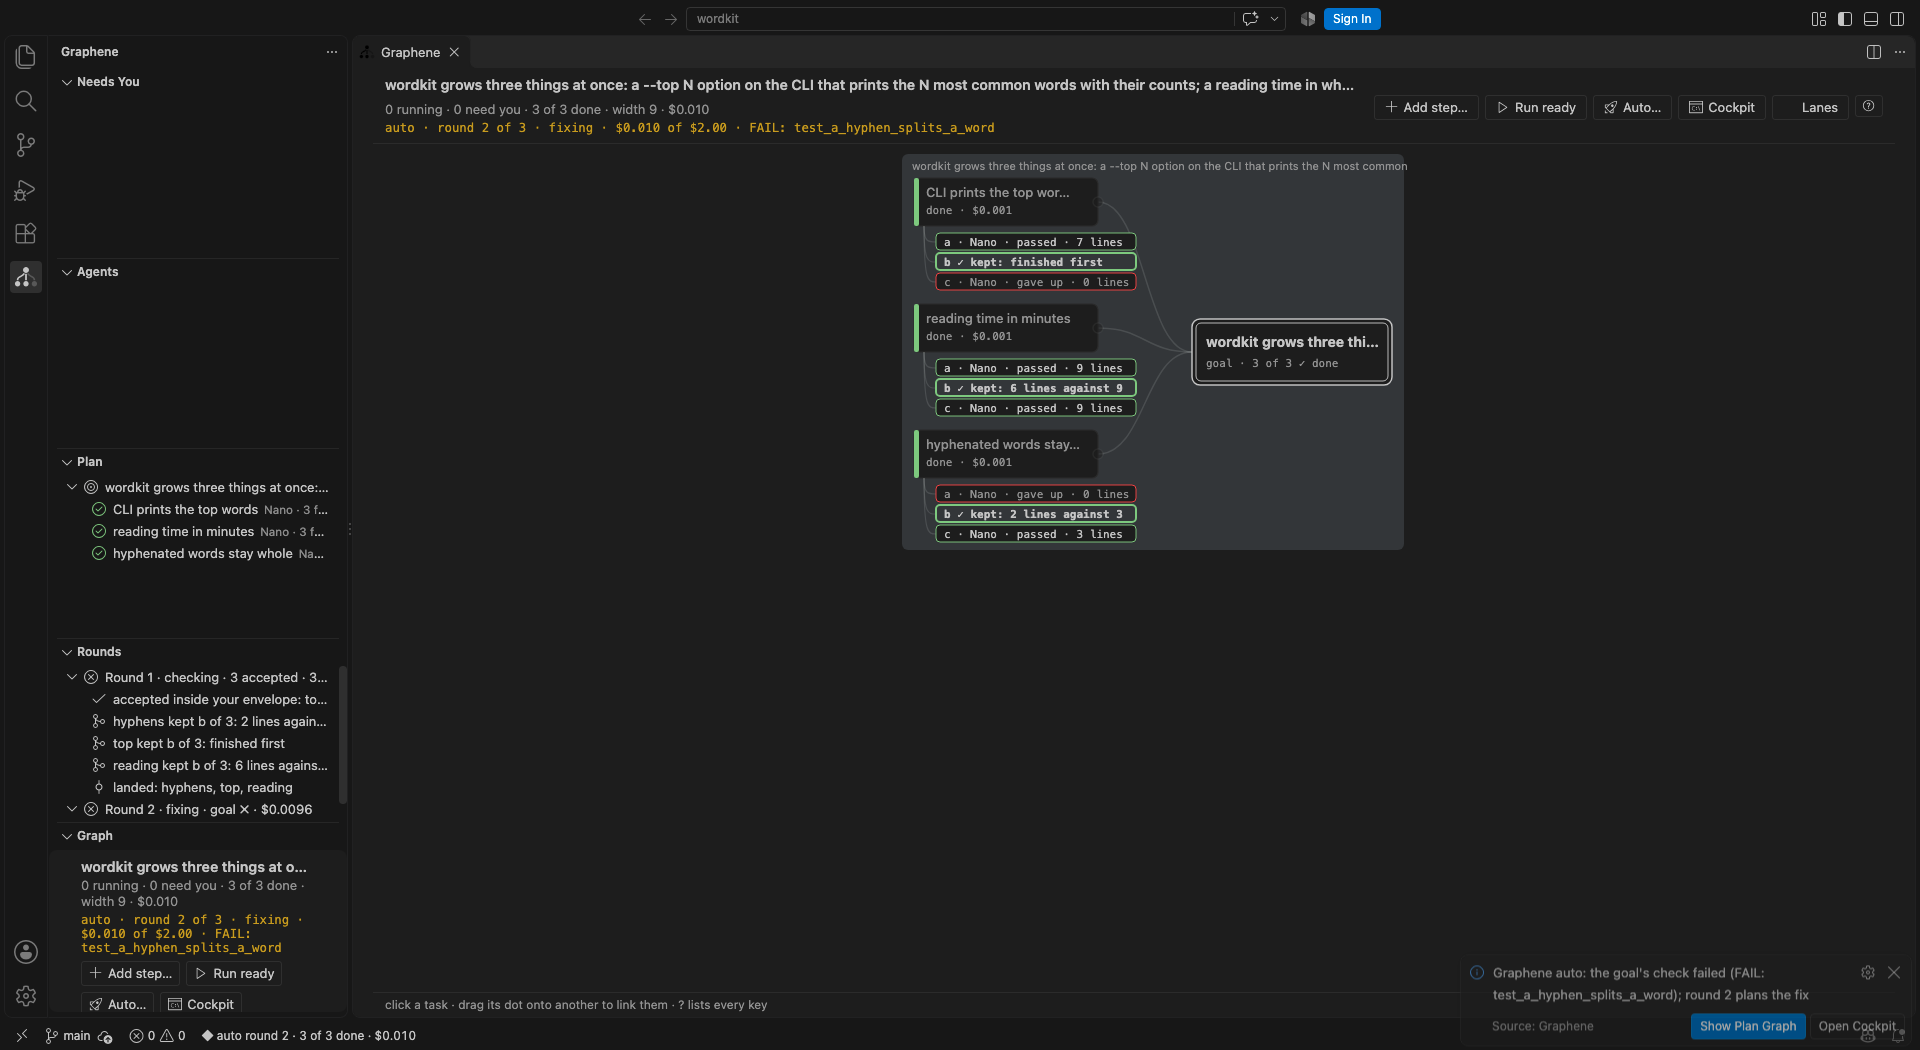 wordkit
Sign In
Graphene
Needs You
Agents
Plan
wordkit grows three things at once:...
CLI prints the top words Nano · 3 f...
reading time in minutes Nano · 3 f...
hyphenated words stay whole Na...
Rounds
Round 1 · checking · 3 accepted · 3...
accepted inside your envelope: to...
hyphens kept b of 3: 2 lines again...
top kept b of 3: finished first
reading kept b of 3: 6 lines agains...
landed: hyphens, top, reading
Round 2 · fixing · goal ✕ · $0.0096
Graph
wordkit grows three things at o...
0 running · 0 need you · 3 of 3 done ·
width 9 · $0.010
auto · round 2 of 3 · fixing ·
$0.010 of $2.00 · FAIL:
test_a_hyphen_splits_a_word
Add step...
Run ready
Auto...
Cockpit
Graphene
wordkit grows three things at once: a --top N option on the CLI that prints the N most common words with their counts; a reading time in wh...
0 running · 0 need you · 3 of 3 done · width 9 · $0.010
auto · round 2 of 3 · fixing · $0.010 of $2.00 · FAIL: test_a_hyphen_splits_a_word
Add step...
Run ready
Auto...
Cockpit
Lanes
wordkit grows three things at once: a --top N option on the CLI that prints the N most common
CLI prints the top wor...
done · $0.001
a · Nano · passed · 7 lines
b ✓ kept: finished first
c · Nano · gave up · 0 lines
reading time in minutes
done · $0.001
a · Nano · passed · 9 lines
b ✓ kept: 6 lines against 9
c · Nano · passed · 9 lines
hyphenated words stay...
done · $0.001
a · Nano · gave up · 0 lines
b ✓ kept: 2 lines against 3
c · Nano · passed · 3 lines
wordkit grows three thi...
goal · 3 of 3 ✓ done
click a task · drag its dot onto another to link them · ? lists every key
Graphene auto: the goal's check failed (FAIL:
test_a_hyphen_splits_a_word); round 2 plans the fix
Source: Graphene
Show Plan Graph
Open Cockpit
main
0
0
auto round 2 · 3 of 3 done · $0.010